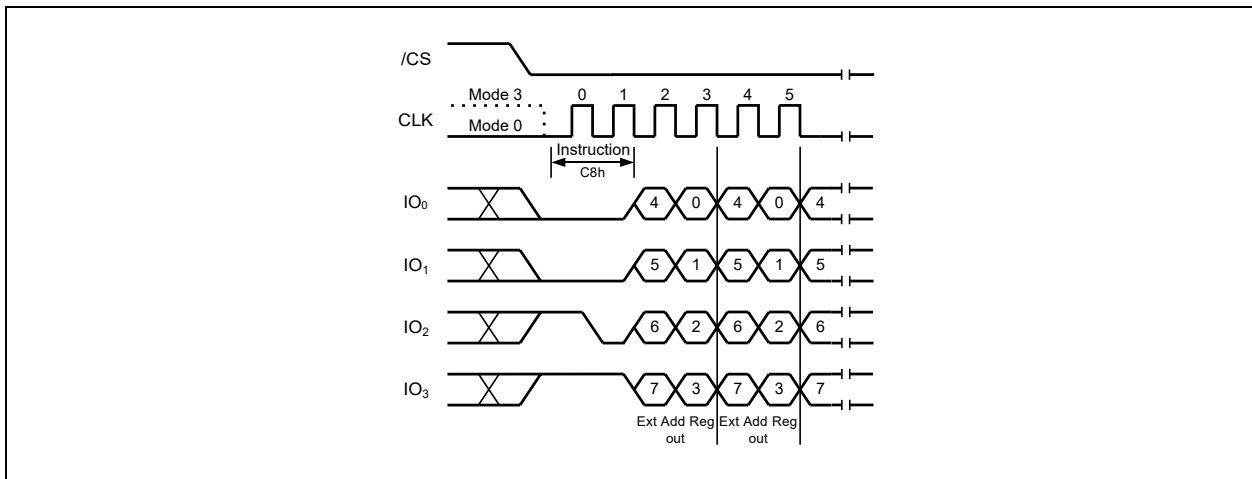 /CS
Mode 3 0 1 2 3 4 5
CLK
Mode 0
Instruction
C8h
IO₀ 4 0 4 0 4
IO₁ 5 1 5 1 5
IO₂ 6 2 6 2 6
IO₃ 7 3 7 3 7
Ext Add Reg Ext Add Reg
out out